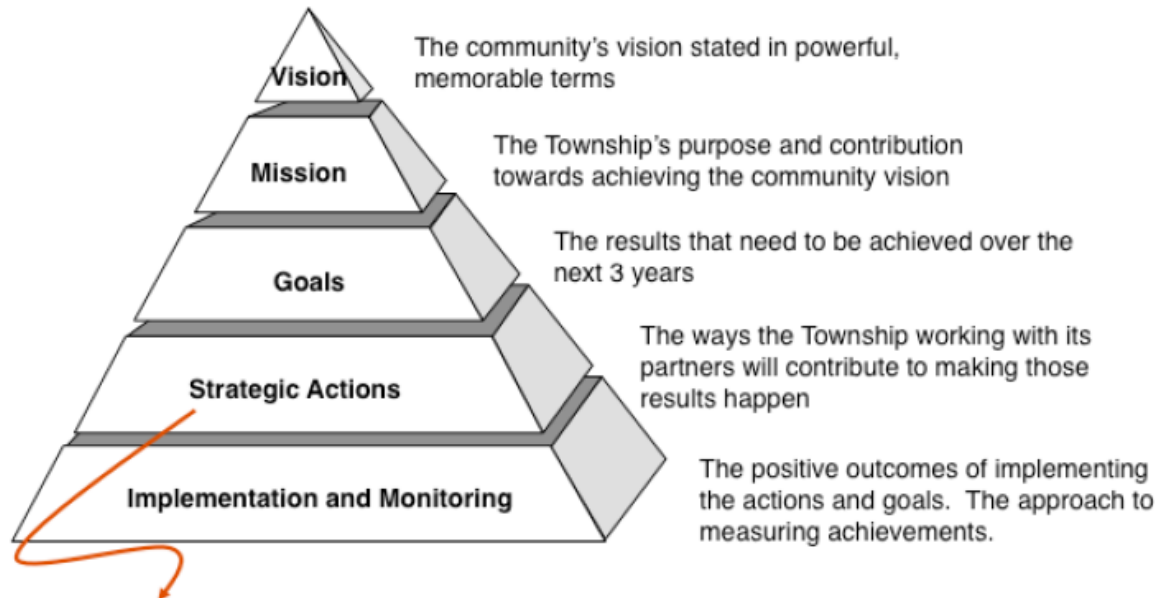 Vision
The community's vision stated in powerful,
memorable terms
Mission
The Township's purpose and contribution
towards achieving the community vision
Goals
The results that need to be achieved over the
next 3 years
Strategic Actions
The ways the Township working with its
partners will contribute to making those
results happen
Implementation and Monitoring
The positive outcomes of implementing
the actions and goals.  The approach to
measuring achievements.